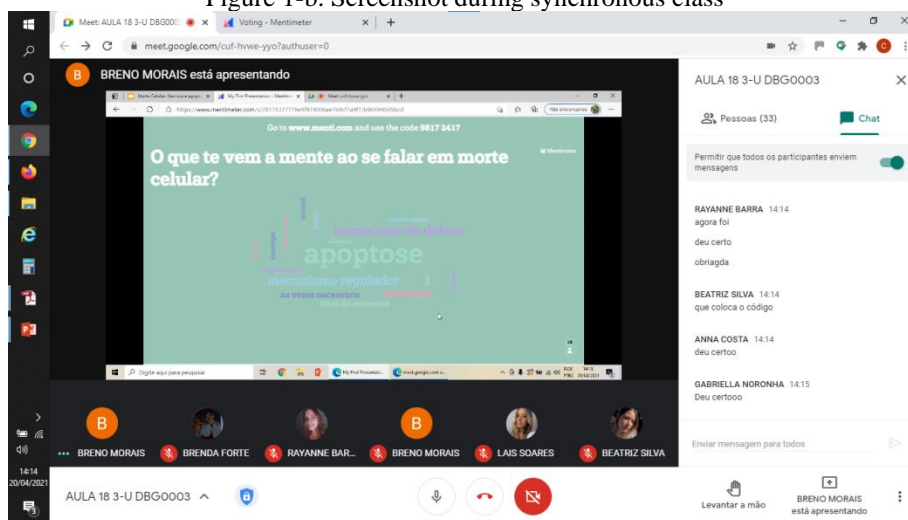 Figure 1-b. Screenshot during synchronous class
Meet: AULA 18 3-U DBG000
Voting - Mentimeter
meet.google.com/cuf-hvwe-yyo?authuser=0
B BRENO MORAIS está apresentando
Go to www.menti.com and use the code 9817 2417
Mentimeter
O que te vem a mente ao se falar em morte
celular?
mecanismo de defesa
apoptose
mecanismo regulador
as vezes necessário
Digite aqui para pesquisar
B
B
BRENO MORAIS
BRENDA FORTE
RAYANNE BAR...
BRENO MORAIS
LAIS SOARES
BEATRIZ SILVA
AULA 18 3-U DBG0003
AULA 18 3-U DBG0003
Pessoas (33)
Chat
Permitir que todos os participantes enviem
mensagens
RAYANNE BARRA 14:14
agora foi
deu certo
obriagda
BEATRIZ SILVA 14:14
que coloca o código
ANNA COSTA 14:14
deu certoo
GABRIELLA NORONHA 14:15
Deu certooo
Enviar mensagem para todos
Levantar a mão
BRENO MORAIS
está apresentando
14:14
20/04/2021